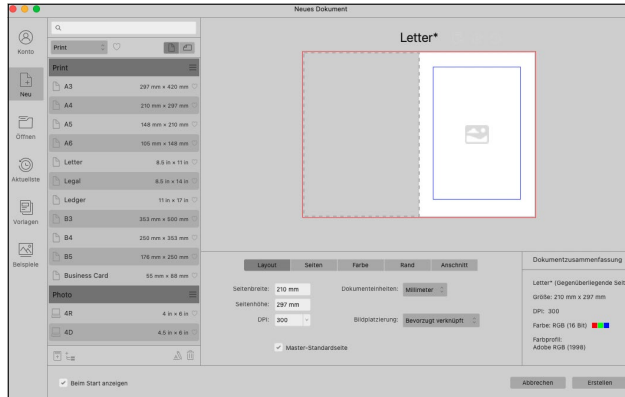 Neues Dokument
Konto
Neu
Öffnen
Aktuellste
Vorlagen
Beispiele
Print
Print
A3 297 mm × 420 mm
A4 210 mm × 297 mm
A5 148 mm × 210 mm
A6 105 mm × 148 mm
Letter 8.5 in × 11 in
Legal 8.5 in × 14 in
Ledger 11 in × 17 in
B3 353 mm × 500 mm
B4 250 mm × 353 mm
B5 176 mm × 250 mm
Business Card 55 mm × 88 mm
Photo
4R 4 in × 6 in
4D 4.5 in × 6 in
Beim Start anzeigen
Letter*
Layout Seiten Farbe Rand Anschnitt
Seitenbreite: 210 mm Dokumenteinheiten: Millimeter
Seitenhöhe: 297 mm
DPI: 300 Bildplatzierung: Bevorzugt verknüpft
Master-Standardseite
Dokumentzusammenfassung
Letter* (Gegenüberliegende Seit
Größe: 210 mm x 297 mm
DPI: 300
Farbe: RGB (16 Bit)
Farbprofil:
Adobe RGB (1998)
Abbrechen Erstellen